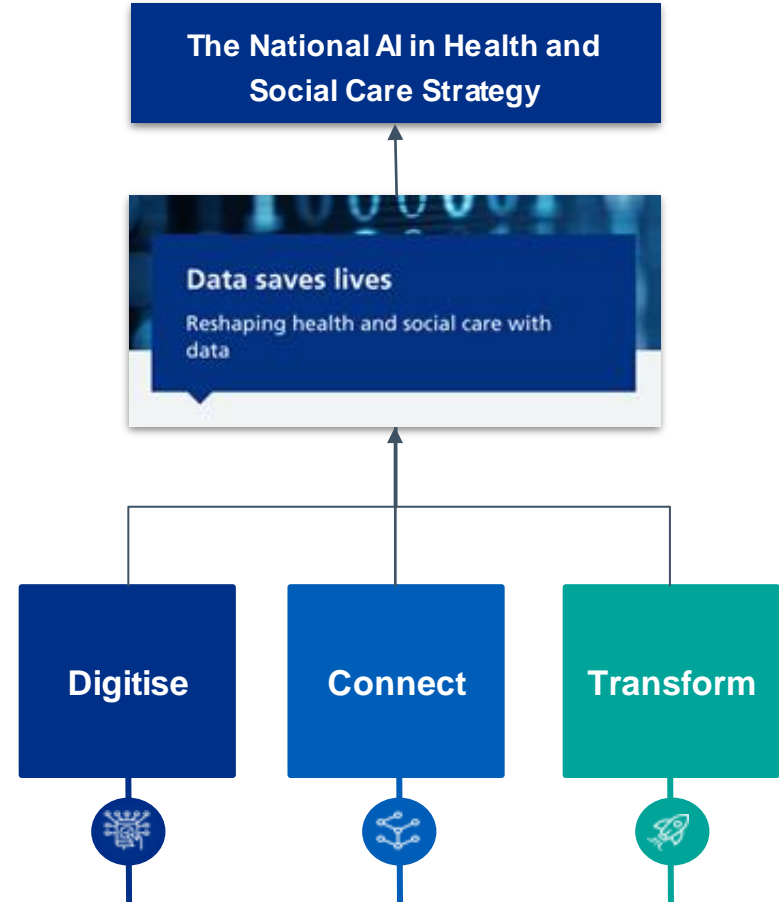 The National AI in Health and
Social Care Strategy
Data saves lives
Reshaping health and social care with
data
Digitise
Connect
Transform